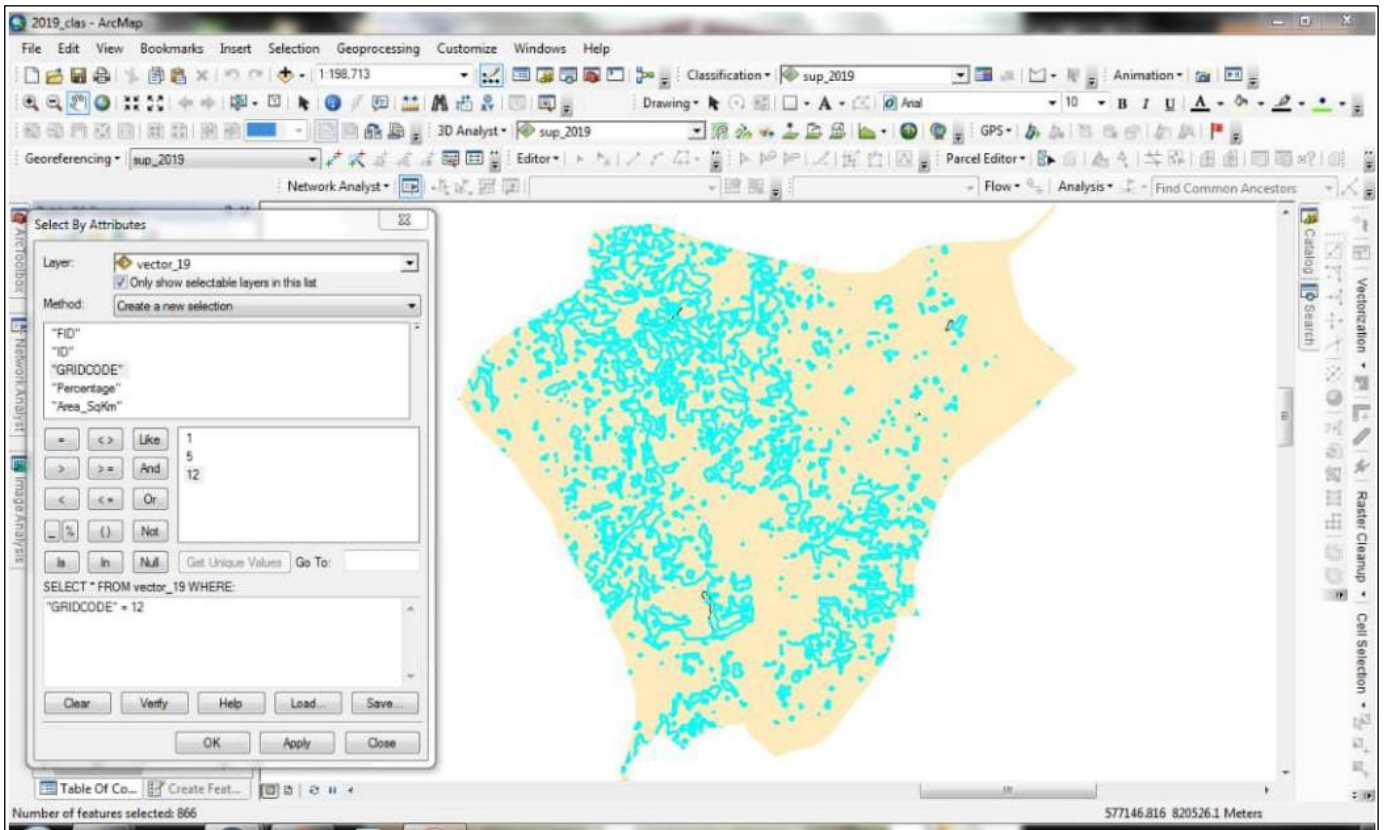 2019_clas - ArcMap
File Edit View Bookmarks Insert Selection Geoprocessing Customize Windows Help
1:198,713 Classification sup_2019 Animation
Drawing A Arial 10 B I U A
3D Analyst sup_2019 GPS
Georeferencing sup_2019 Editor Parcel Editor
Network Analyst Flow Analysis Find Common Ancestors
Select By Attributes
Layer: vector_19
Only show selectable layers in this list
Method: Create a new selection
"FID"
"ID"
"GRIDCODE"
"Percentage"
"Area_SqKm"
= <> Like
> >= And
< <= Or
_ % () Not
Is In Null Get Unique Values Go To:
1
5
12
SELECT * FROM vector_19 WHERE:
"GRIDCODE" = 12
Clear Verify Help Load... Save...
OK Apply Close
ArcToolbox
Network Analyst
Image Analysis
Catalog
Search
Vectorization
Raster Cleanup
Cell Selection
Table Of Co... Create Feat...
Number of features selected: 866
577146.816 820526.1 Meters